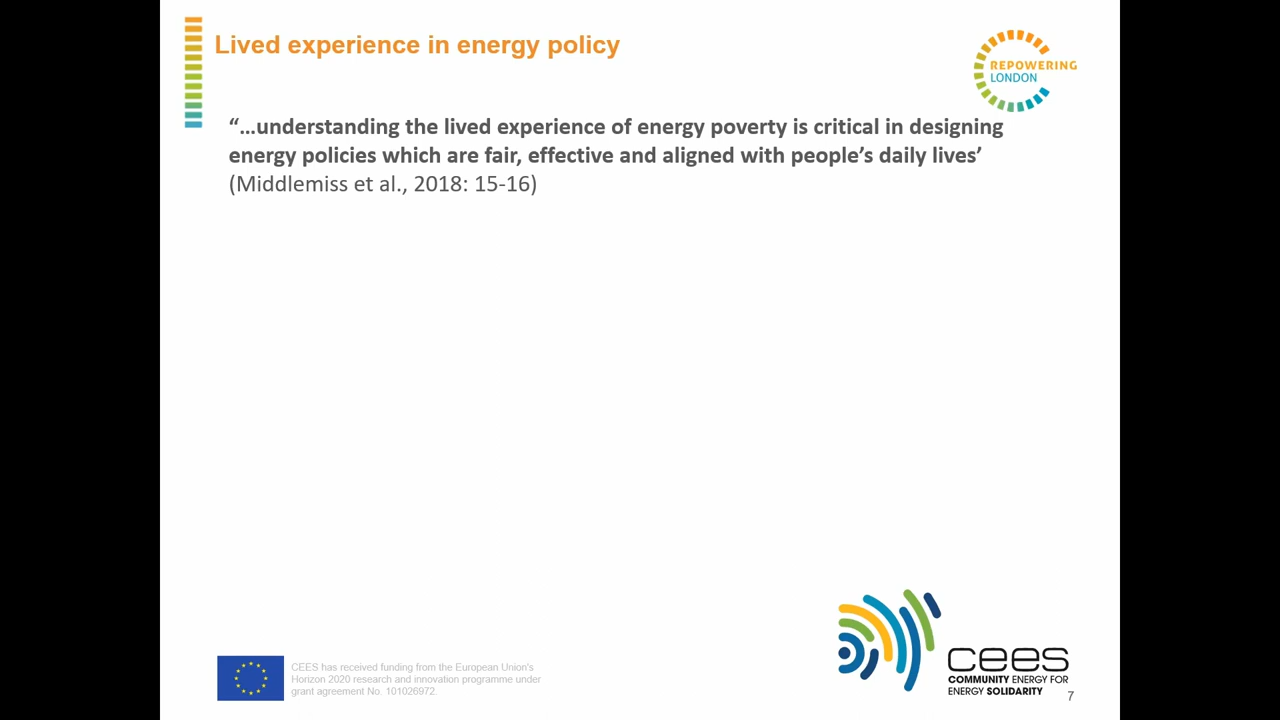 Lived experience in energy policy
REPOWERING
LONDON
“…understanding the lived experience of energy poverty is critical in designing
energy policies which are fair, effective and aligned with people’s daily lives’
(Middlemiss et al., 2018: 15-16)
CEES has received funding from the European Union's
Horizon 2020 research and innovation programme under
grant agreement No. 101026972.
cees
COMMUNITY ENERGY FOR
ENERGY SOLIDARITY
7